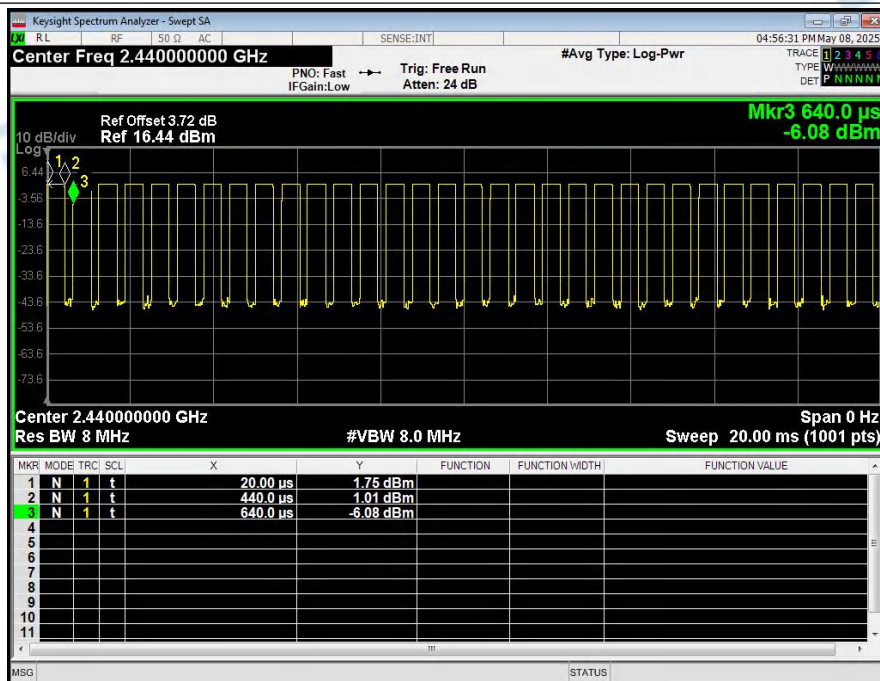 Keysight Spectrum Analyzer - Swept SA
LXI RL RF 50 Ω AC SENSE:INT 04:56:31 PM May 08, 2025
Center Freq 2.440000000 GHz #Avg Type: Log-Pwr TRACE 1 2 3 4 5
PNO: Fast Trig: Free Run TYPE W
IFGain:Low Atten: 24 dB DET P N N N N
Mkr3 640.0 µs
Ref Offset 3.72 dB
10 dB/div Ref 16.44 dBm -6.08 dBm
Log
1 2
6.44
3
-3.56
-13.6
-23.6
-33.6
-43.6
-53.6
-63.6
-73.6
Center 2.440000000 GHz Span 0 Hz
Res BW 8 MHz #VBW 8.0 MHz Sweep 20.00 ms (1001 pts)
MKR MODE TRC SCL X Y FUNCTION FUNCTION WIDTH FUNCTION VALUE
1 N 1 t 20.00 µs 1.75 dBm
2 N 1 t 440.0 µs 1.01 dBm
3 N 1 t 640.0 µs -6.08 dBm
4
5
6
7
8
9
10
11
MSG STATUS